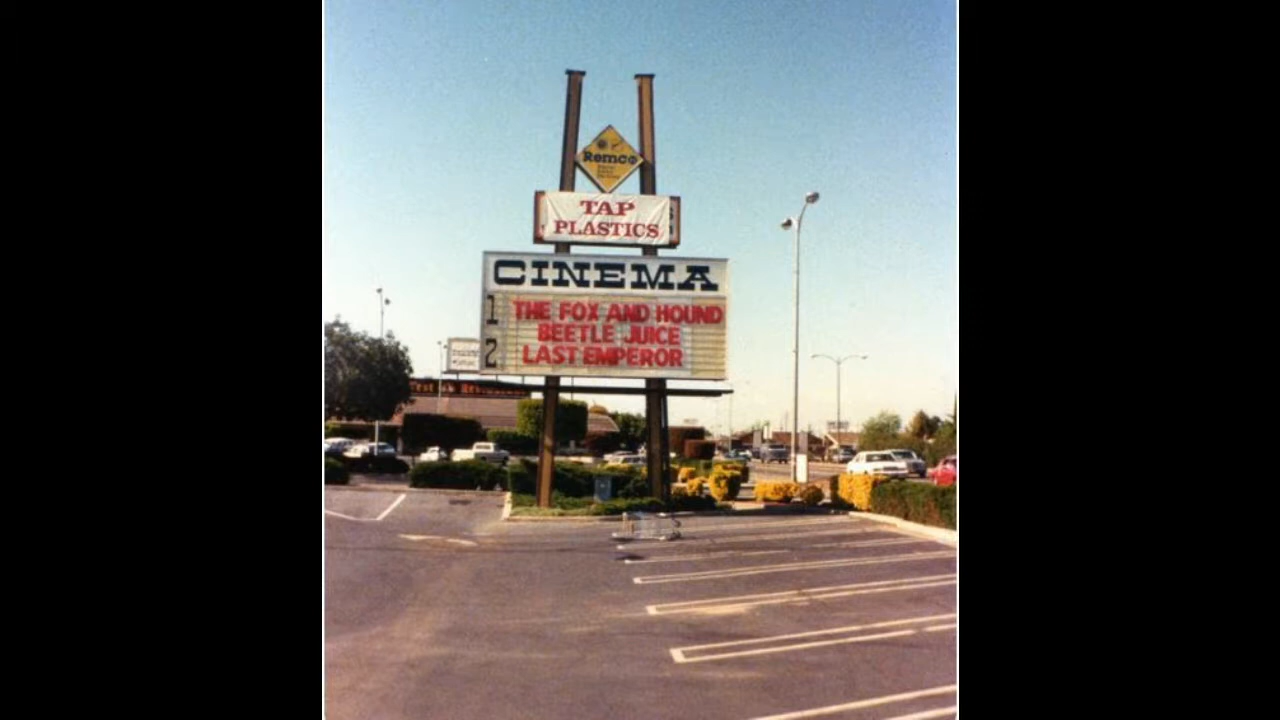 Remco
TAP
PLASTICS
CINEMA
1 THE FOX AND HOUND
BEETLE JUICE
2 LAST EMPEROR